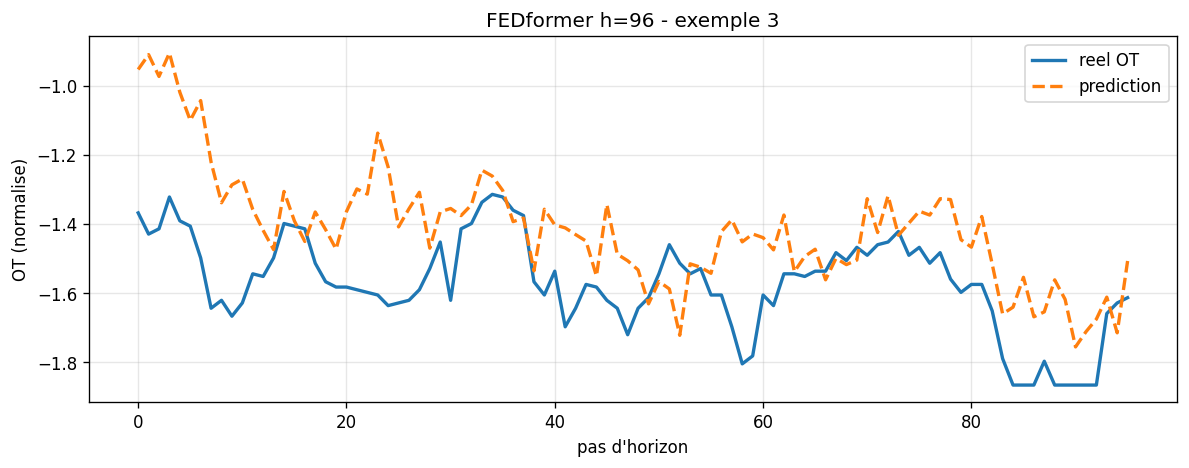 FEDformer h=96 - exemple 3
OT (normalise)
−1.0
−1.2
−1.4
−1.6
−1.8
reel OT
prediction
0
20
40
60
80
pas d'horizon